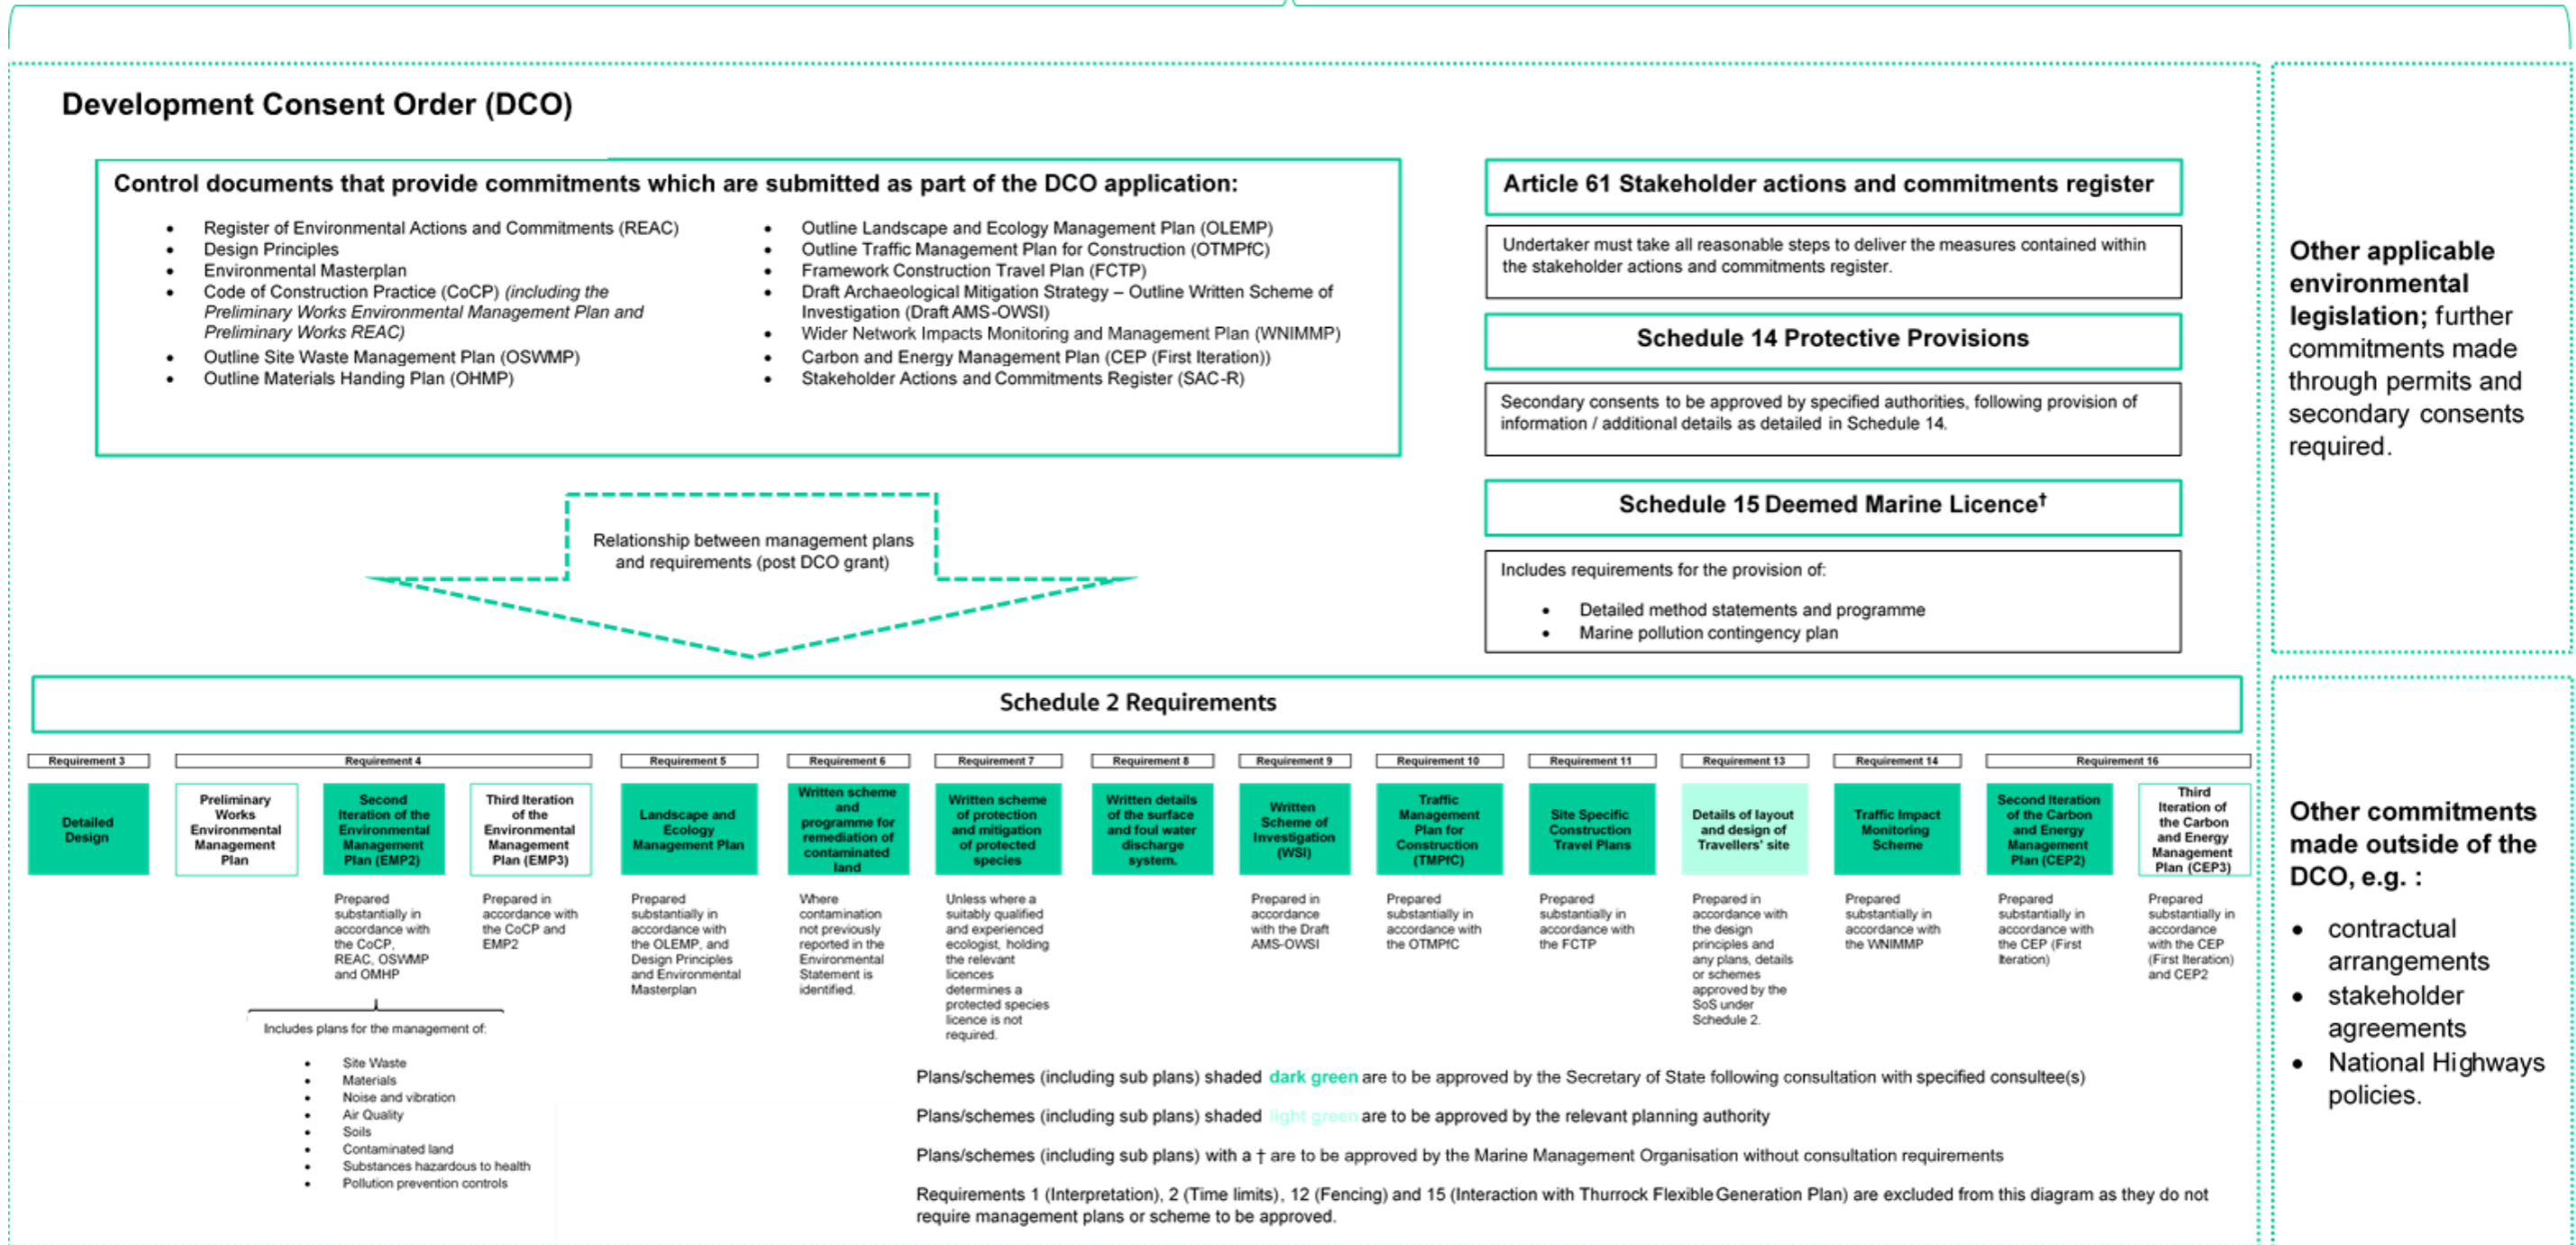 Development Consent Order (DCO)
Control documents that provide commitments which are submitted as part of the DCO application:
• Register of Environmental Actions and Commitments (REAC)
• Design Principles
• Environmental Masterplan
• Code of Construction Practice (CoCP) (including the
Preliminary Works Environmental Management Plan and
Preliminary Works REAC)
• Outline Site Waste Management Plan (OSWMP)
• Outline Materials Handing Plan (OHMP)
• Outline Landscape and Ecology Management Plan (OLEMP)
• Outline Traffic Management Plan for Construction (OTMPfC)
• Framework Construction Travel Plan (FCTP)
• Draft Archaeological Mitigation Strategy – Outline Written Scheme of
Investigation (Draft AMS-OWSI)
• Wider Network Impacts Monitoring and Management Plan (WNIMMP)
• Carbon and Energy Management Plan (CEP (First Iteration))
• Stakeholder Actions and Commitments Register (SAC-R)
Article 61 Stakeholder actions and commitments register
Undertaker must take all reasonable steps to deliver the measures contained within
the stakeholder actions and commitments register.
Schedule 14 Protective Provisions
Secondary consents to be approved by specified authorities, following provision of
information / additional details as detailed in Schedule 14.
Schedule 15 Deemed Marine Licence†
Includes requirements for the provision of:
• Detailed method statements and programme
• Marine pollution contingency plan
Other applicable
environmental
legislation; further
commitments made
through permits and
secondary consents
required.
Relationship between management plans
and requirements (post DCO grant)
Schedule 2 Requirements
Requirement 3
Detailed
Design
Requirement 4
Preliminary
Works
Environmental
Management
Plan
Second
Iteration of the
Environmental
Management
Plan (EMP2)
Prepared
substantially in
accordance with
the CoCP,
REAC, OSWMP
and OMHP
Third Iteration
of the
Environmental
Management
Plan (EMP3)
Prepared in
accordance with
the CoCP and
EMP2
Includes plans for the management of:
• Site Waste
• Materials
• Noise and vibration
• Air Quality
• Soils
• Contaminated land
• Substances hazardous to health
• Pollution prevention controls
Requirement 5
Landscape and
Ecology
Management Plan
Prepared
substantially in
accordance with
the OLEMP, and
Design Principles
and Environmental
Masterplan
Requirement 6
Written scheme
and
programme for
remediation of
contaminated
land
Where
contamination
not previously
reported in the
Environmental
Statement is
identified.
Requirement 7
Written scheme
of protection
and mitigation
of protected
species
Unless where a
suitably qualified
and experienced
ecologist, holding
the relevant
licences
determines a
protected species
licence is not
required.
Requirement 8
Written details
of the surface
and foul water
discharge
system.
Requirement 9
Written
Scheme of
Investigation
(WSI)
Prepared in
accordance
with the Draft
AMS-OWSI
Requirement 10
Traffic
Management
Plan for
Construction
(TMPfC)
Prepared
substantially in
accordance with
the OTMPfC
Requirement 11
Site Specific
Construction
Travel Plans
Prepared
substantially in
accordance with
the FCTP
Requirement 13
Details of layout
and design of
Travellers' site
Prepared in
accordance with
the design
principles and
any plans, details
or schemes
approved by the
SoS under
Schedule 2.
Requirement 14
Traffic Impact
Monitoring
Scheme
Prepared
substantially in
accordance with
the WNIMMP
Requirement 16
Second Iteration
of the Carbon
and Energy
Management
Plan (CEP2)
Prepared
substantially in
accordance with
the CEP (First
Iteration)
Third
Iteration of
the Carbon
and Energy
Management
Plan (CEP3)
Prepared
substantially in
accordance
with the CEP
(First Iteration)
and CEP2
Plans/schemes (including sub plans) shaded dark green are to be approved by the Secretary of State following consultation with specified consultee(s)
Plans/schemes (including sub plans) shaded light green are to be approved by the relevant planning authority
Plans/schemes (including sub plans) with a † are to be approved by the Marine Management Organisation without consultation requirements
Requirements 1 (Interpretation), 2 (Time limits), 12 (Fencing) and 15 (Interaction with Thurrock Flexible Generation Plan) are excluded from this diagram as they do not
require management plans or scheme to be approved.
Other commitments
made outside of the
DCO, e.g. :
• contractual
arrangements
• stakeholder
agreements
• National Highways
policies.